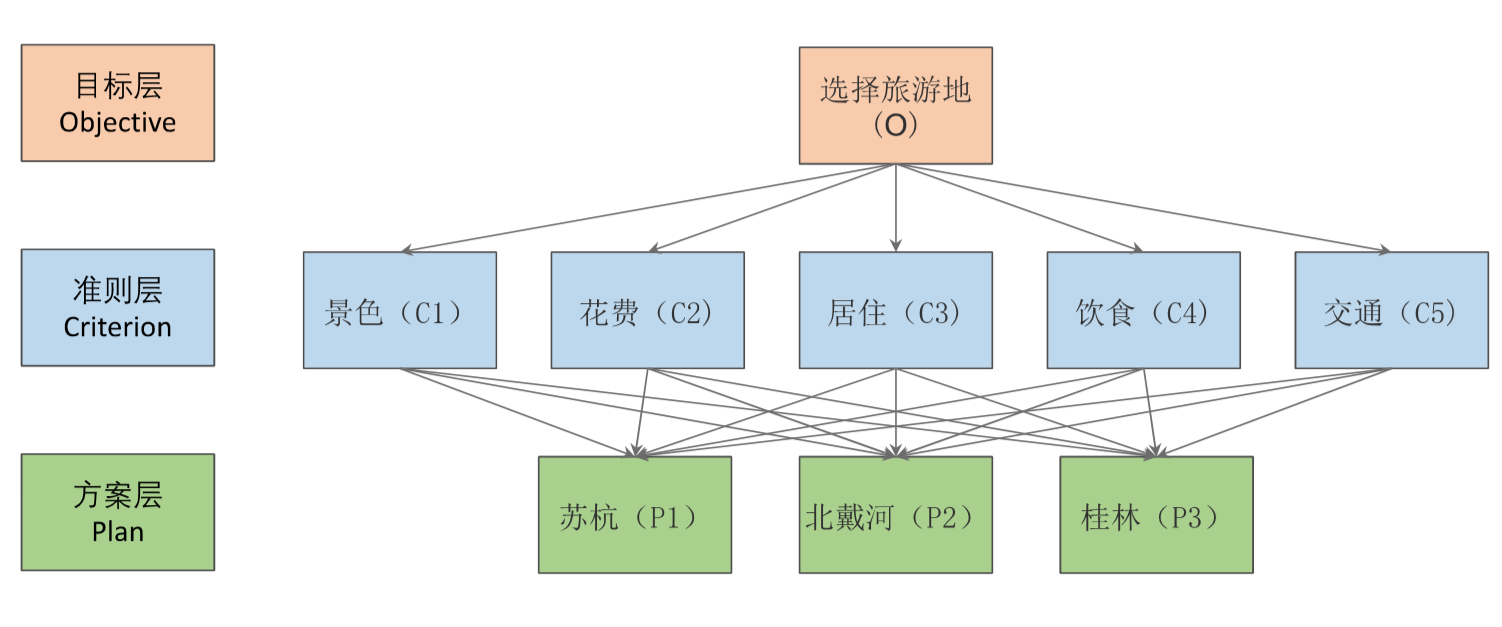 目标层
Objective
选择旅游地
(O)
准则层
Criterion
景色（C1）
花费（C2)
居住（C3)
饮食（C4)
交通（C5)
方案层
Plan
苏杭（P1）
北戴河（P2）
桂林（P3）